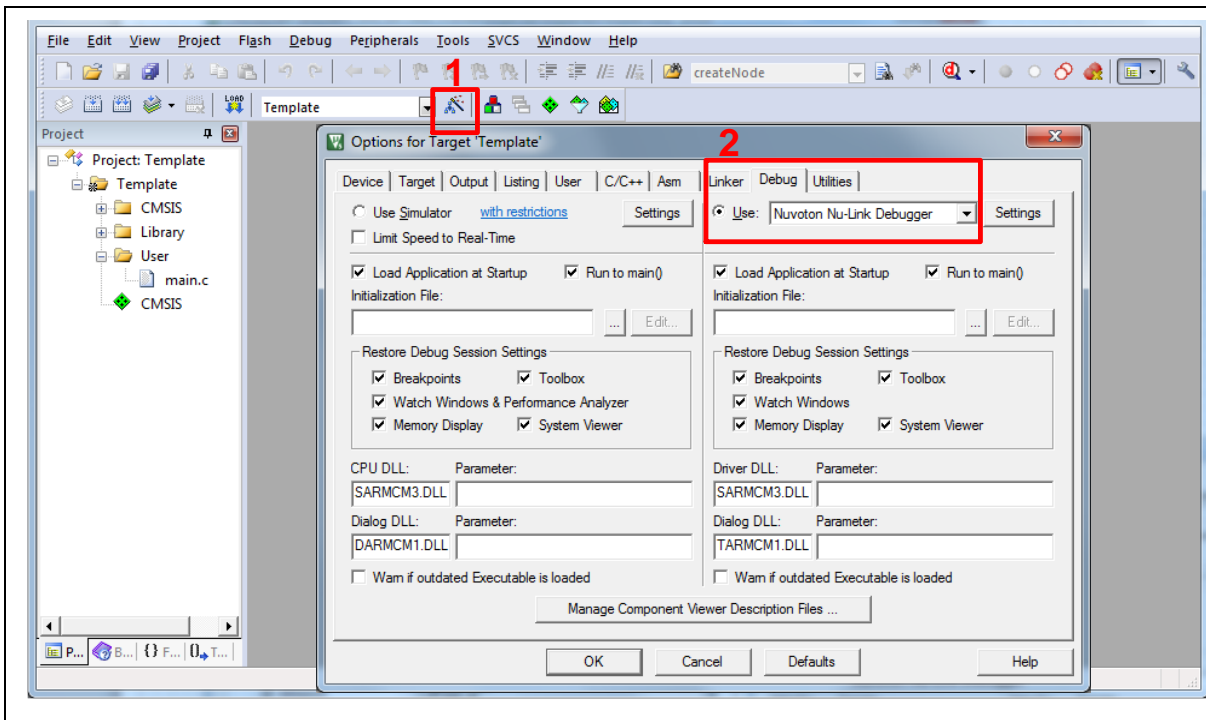 File Edit View Project Flash Debug Peripherals Tools SVCS Window Help
1
createNode
LOAD
Template
Project
Project: Template
Template
CMSIS
Library
User
main.c
CMSIS
P... B... {} F... 0 T...
Options for Target 'Template'
2
Device Target Output Listing User C/C++ Asm Linker Debug Utilities
Use Simulator with restrictions Settings Use: Nuvoton Nu-Link Debugger Settings
Limit Speed to Real-Time
Load Application at Startup Run to main() Load Application at Startup Run to main()
Initialization File: Initialization File:
... Edit... ... Edit...
Restore Debug Session Settings Restore Debug Session Settings
Breakpoints Toolbox Breakpoints Toolbox
Watch Windows & Performance Analyzer Watch Windows
Memory Display System Viewer Memory Display System Viewer
CPU DLL: Parameter: Driver DLL: Parameter:
SARMCM3.DLL SARMCM3.DLL
Dialog DLL: Parameter: Dialog DLL: Parameter:
DARMCM1.DLL TARMCM1.DLL
Warn if outdated Executable is loaded Warn if outdated Executable is loaded
Manage Component Viewer Description Files ...
OK Cancel Defaults Help